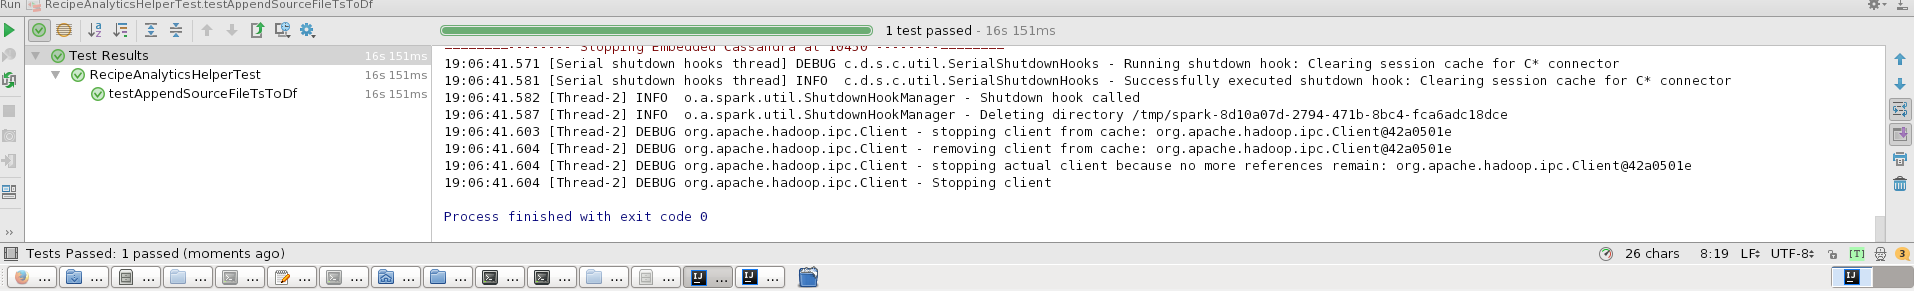 Run RecipeAnalyticsHelperTest.testAppendSourceFileTsToDf
1 test passed - 16s 151ms
Test Results 16s 151ms
RecipeAnalyticsHelperTest 16s 151ms
testAppendSourceFileTsToDf 16s 151ms
========-------- Stopping Embedded Cassandra at 10450 --------========
19:06:41.571 [Serial shutdown hooks thread] DEBUG c.d.s.c.util.SerialShutdownHooks - Running shutdown hook: Clearing session cache for C* connector
19:06:41.581 [Serial shutdown hooks thread] INFO  c.d.s.c.util.SerialShutdownHooks - Successfully executed shutdown hook: Clearing session cache for C* connector
19:06:41.582 [Thread-2] INFO  o.a.spark.util.ShutdownHookManager - Shutdown hook called
19:06:41.587 [Thread-2] INFO  o.a.spark.util.ShutdownHookManager - Deleting directory /tmp/spark-8d10a07d-2794-471b-8bc4-fca6adc18dce
19:06:41.603 [Thread-2] DEBUG org.apache.hadoop.ipc.Client - stopping client from cache: org.apache.hadoop.ipc.Client@42a0501e
19:06:41.604 [Thread-2] DEBUG org.apache.hadoop.ipc.Client - removing client from cache: org.apache.hadoop.ipc.Client@42a0501e
19:06:41.604 [Thread-2] DEBUG org.apache.hadoop.ipc.Client - stopping actual client because no more references remain: org.apache.hadoop.ipc.Client@42a0501e
19:06:41.604 [Thread-2] DEBUG org.apache.hadoop.ipc.Client - Stopping client
Process finished with exit code 0
Tests Passed: 1 passed (moments ago) 26 chars 8:19 LF UTF-8 [T] 3
... ... ... ... ... ... ... ... ... ... ... ... ... ... ...